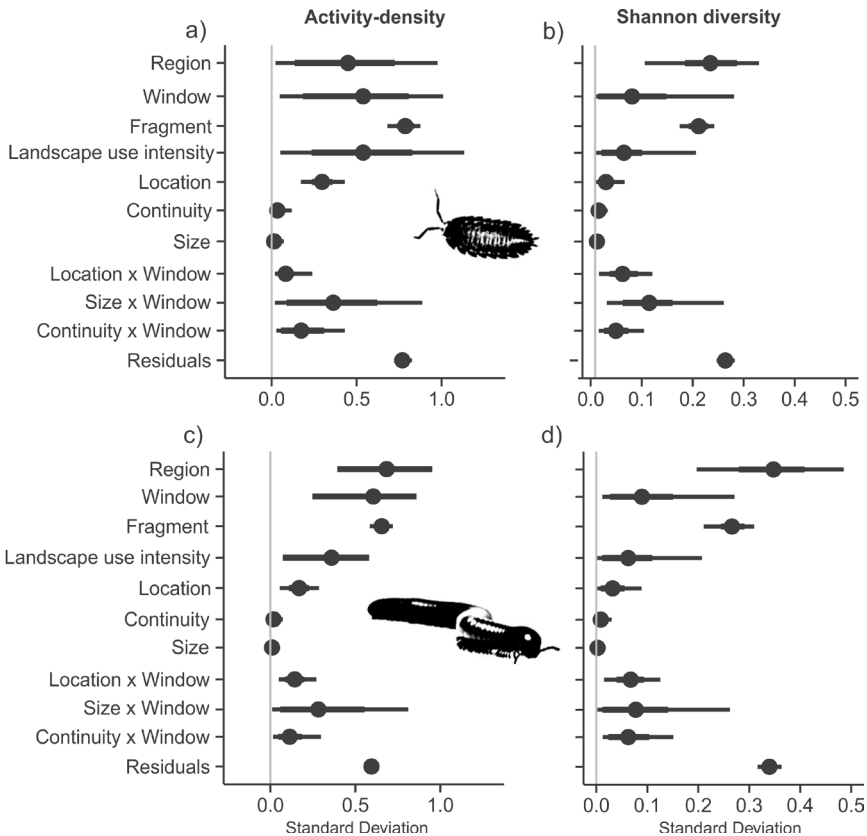 Activity-density
Shannon diversity
a)
b)
Region
Window
Fragment
Landscape use intensity
Location
Continuity
Size
Location x Window
Size x Window
Continuity x Window
Residuals
0.0 0.5 1.0
0.0 0.1 0.2 0.3 0.4 0.5
c)
d)
Region
Window
Fragment
Landscape use intensity
Location
Continuity
Size
Location x Window
Size x Window
Continuity x Window
Residuals
0.0 0.5 1.0
0.0 0.1 0.2 0.3 0.4 0.5
Standard Deviation
Standard Deviation